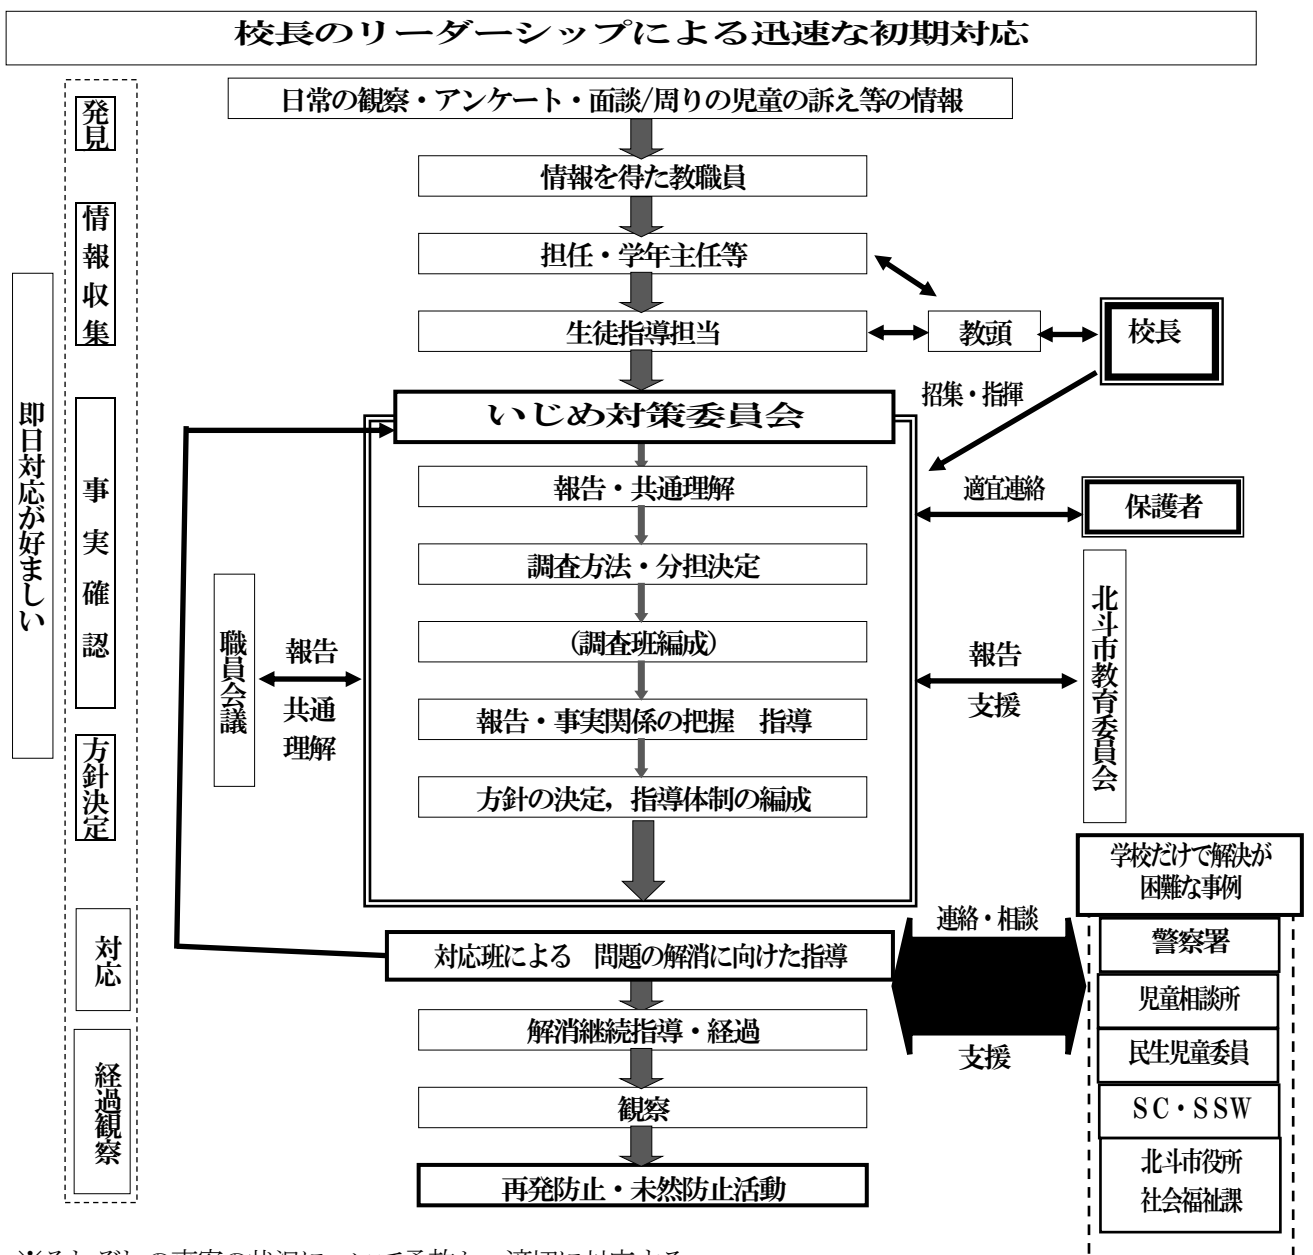 校長のリーダーシップによる迅速な初期対応
発見
日常の観察・アンケート・面談/周りの児童の訴え等の情報
情報を得た教職員
情報収集
担任・学年主任等
生徒指導担当
教頭
校長
招集・指揮
即日対応が好ましい
いじめ対策委員会
事実確認
報告・共通理解
適宜連絡
保護者
調査方法・分担決定
(調査班編成)
職員会議
報告
共通
理解
報告
支援
北斗市教育委員会
報告・事実関係の把握　指導
方針決定
方針の決定，指導体制の編成
学校だけで解決が
困難な事例
対応
対応班による　問題の解消に向けた指導
連絡・相談
支援
警察署
児童相談所
民生児童委員
ＳＣ・ＳＳＷ
北斗市役所
社会福祉課
解消継続指導・経過
経過観察
観察
再発防止・未然防止活動